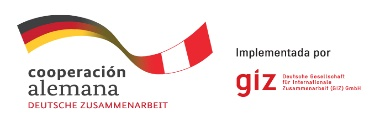 cooperación
alemana
DEUTSCHE ZUSAMMENARBEIT
Implementada por
giz
Deutsche Gesellschaft
für Internationale
Zusammenarbeit (GIZ) GmbH